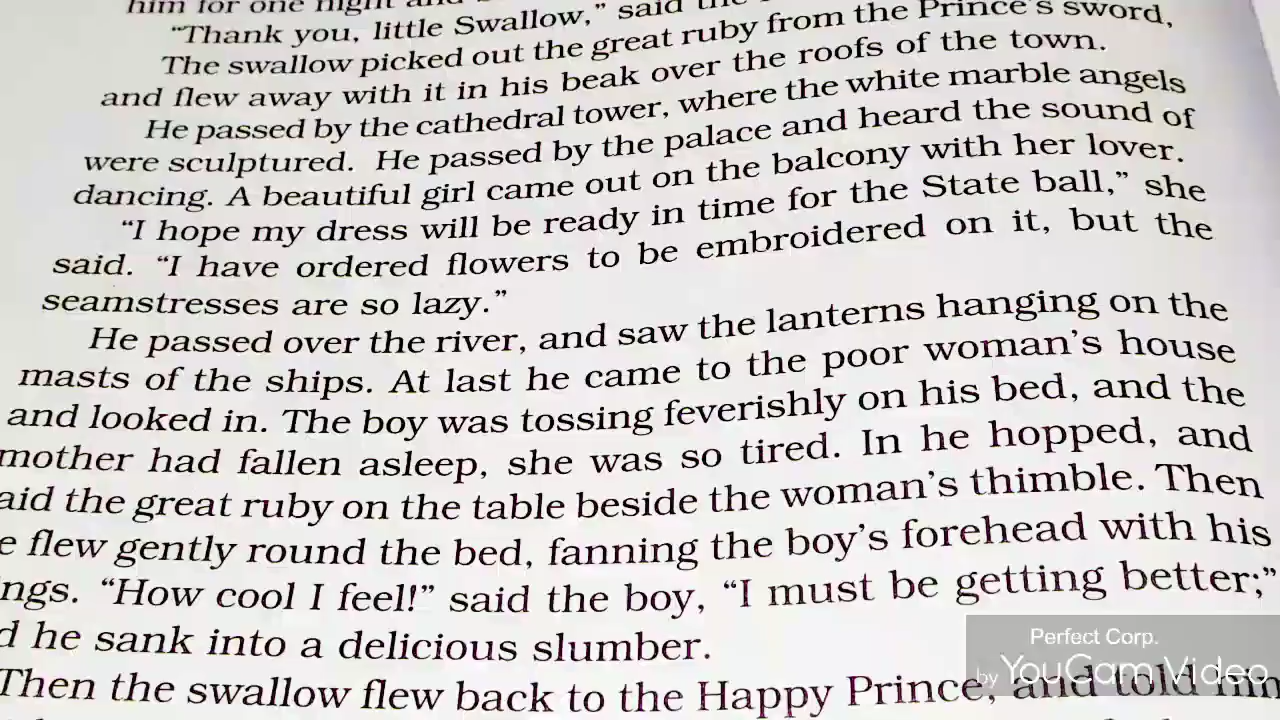 him for one night and
“Thank you, little Swallow,” said the
The swallow picked out the great ruby from the Prince's sword,
and flew away with it in his beak over the roofs of the town.
He passed by the cathedral tower, where the white marble angels
were sculptured. He passed by the palace and heard the sound of
dancing. A beautiful girl came out on the balcony with her lover.
“I hope my dress will be ready in time for the State ball,” she
said. “I have ordered flowers to be embroidered on it, but the
seamstresses are so lazy.”
He passed over the river, and saw the lanterns hanging on the
masts of the ships. At last he came to the poor woman's house
and looked in. The boy was tossing feverishly on his bed, and the
mother had fallen asleep, she was so tired. In he hopped, and
aid the great ruby on the table beside the woman's thimble. Then
e flew gently round the bed, fanning the boy's forehead with his
ngs. “How cool I feel!” said the boy, “I must be getting better;”
d he sank into a delicious slumber.
Then the swallow flew back to the Happy Prince, and told him
Perfect Corp.
by YouCam Video